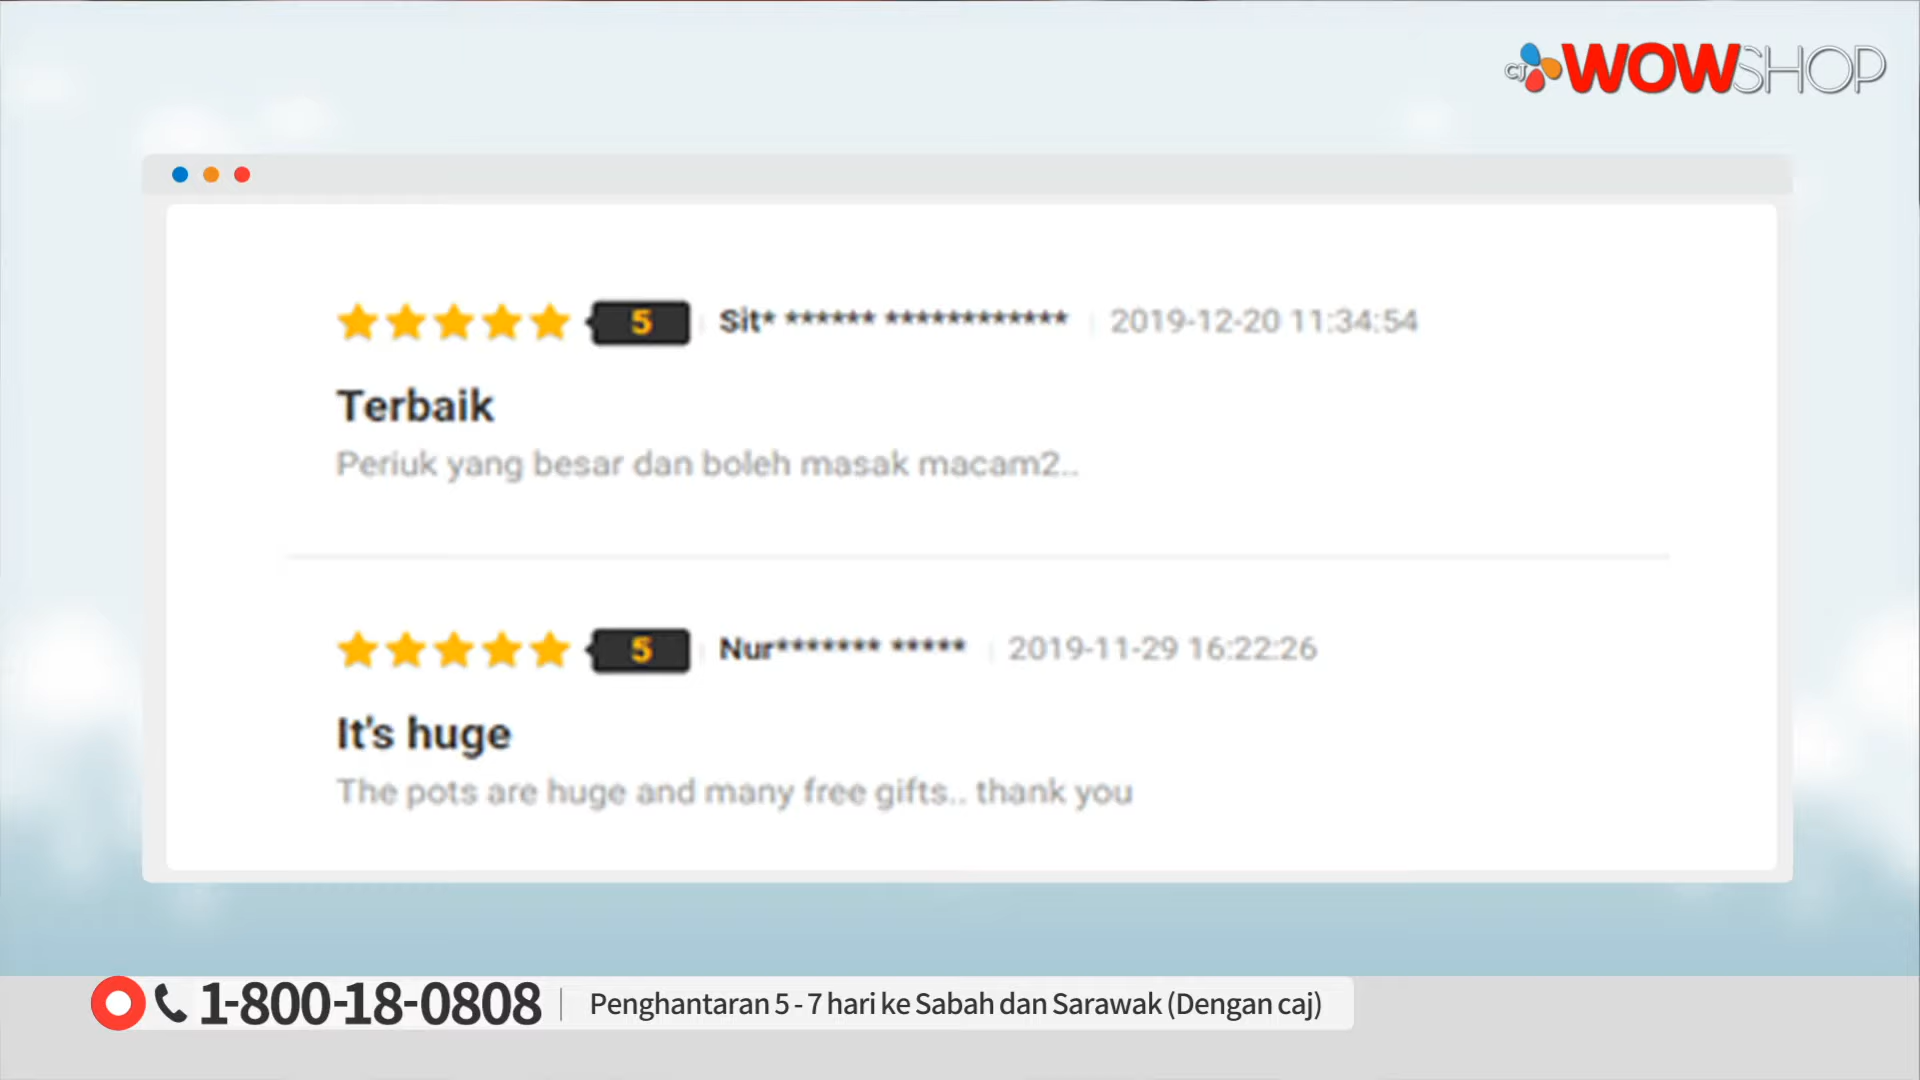 CJ WOWSHOP
5 Sit* ****** ************ 2019-12-20 11:34:54
Terbaik
Periuk yang besar dan boleh masak macam2..
5 Nur******* ***** 2019-11-29 16:22:26
It's huge
The pots are huge and many free gifts.. thank you
1-800-18-0808 Penghantaran 5 - 7 hari ke Sabah dan Sarawak (Dengan caj)